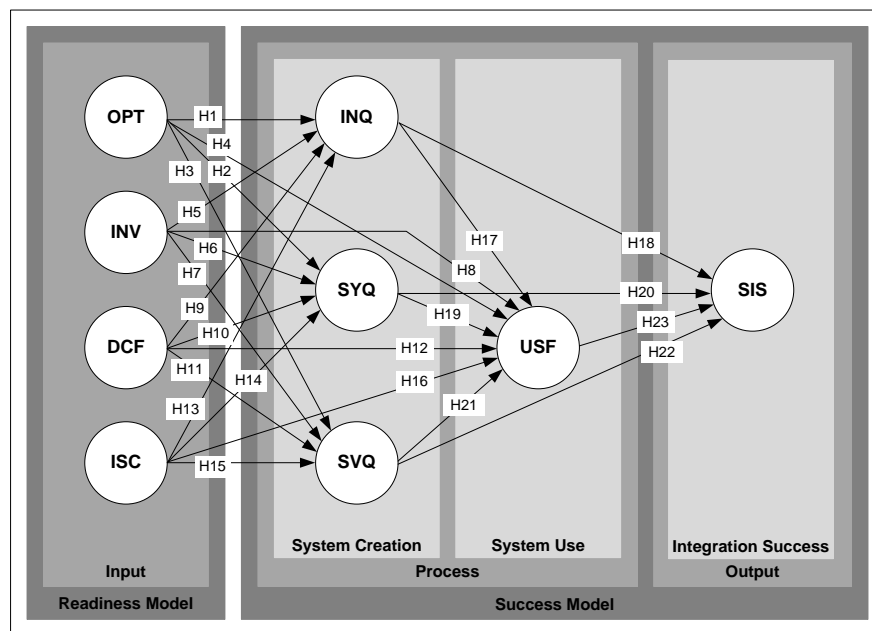 OPT
H1
INQ
H4
H3
H2
INV
H5
H6
H7
H17
H18
H8
SYQ
H20
SIS
H9
H10
H19
H23
DCF
H12
USF
H22
H11
H14
H16
H13
H21
ISC
H15
SVQ
System Creation
System Use
Integration Success
Input
Process
Output
Readiness Model
Success Model